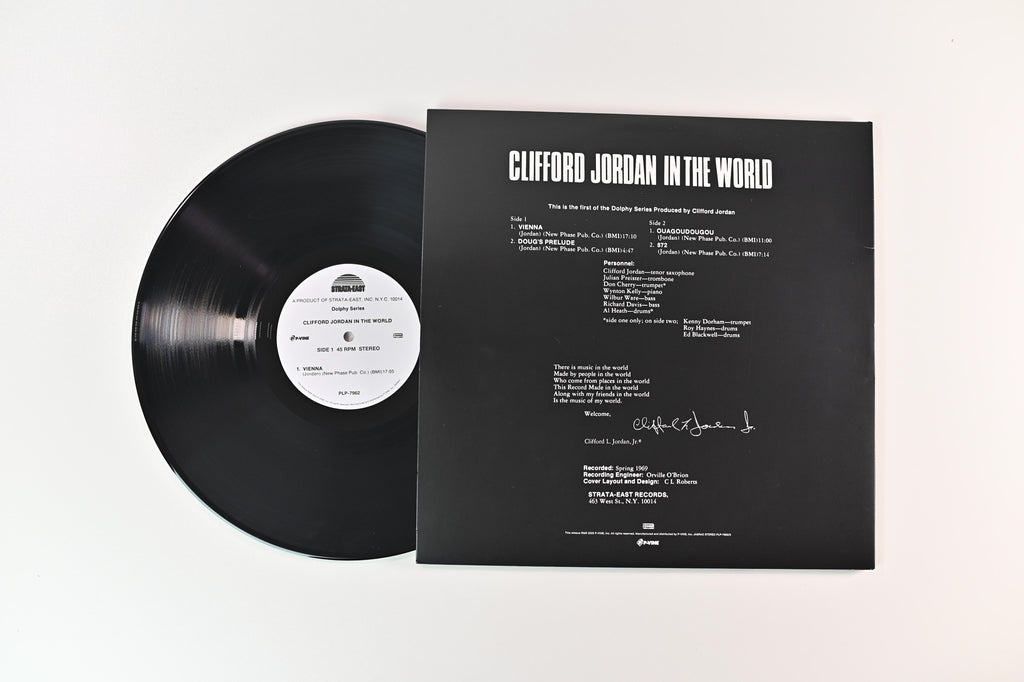 STRATA-EAST
A PRODUCT OF STRATA-EAST, INC. N.Y.C. 10014
Dolphy Series
CLIFFORD JORDAN IN THE WORLD
P-VINE
SIDE 1 45 RPM STEREO
1. VIENNA
(Jordan) (New Phase Pub. Co.) (BMI) 17:05
PLP-7962
CLIFFORD JORDAN IN THE WORLD
This is the first of the Dolphy Series Produced by Clifford Jordan
Side 1
1. VIENNA
(Jordan) (New Phase Pub. Co.) (BMI) 17:10
2. DOUG'S PRELUDE
(Jordan) (New Phase Pub. Co.) (BMI) 4:47
Side 2
1. OUAGOUDOUGOU
(Jordan) (New Phase Pub. Co.) (BMI) 11:00
2. 872
(Jordan) (New Phase Pub. Co.) (BMI) 7:14
Personnel:
Clifford Jordan—tenor saxophone
Julian Preister—trombone
Don Cherry—trumpet*
Wynton Kelly—piano
Wilbur Ware—bass
Richard Davis—bass
Al Heath—drums*
*side one only; on side two; Kenny Dorham—trumpet
Roy Haynes—drums
Ed Blackwell—drums
There is music in the world
Made by people in the world
Who come from places in the world
This Record Made in the world
Along with my friends in the world
Is the music of my world.
Welcome,
Clifford L. Jordan, Jr.
Clifford L. Jordan, Jr.*
Recorded: Spring 1969
Recording Engineer: Orville O'Brion
Cover Layout and Design: C L Roberts
STRATA-EAST RECORDS,
463 West St., N.Y. 10014
P-VINE